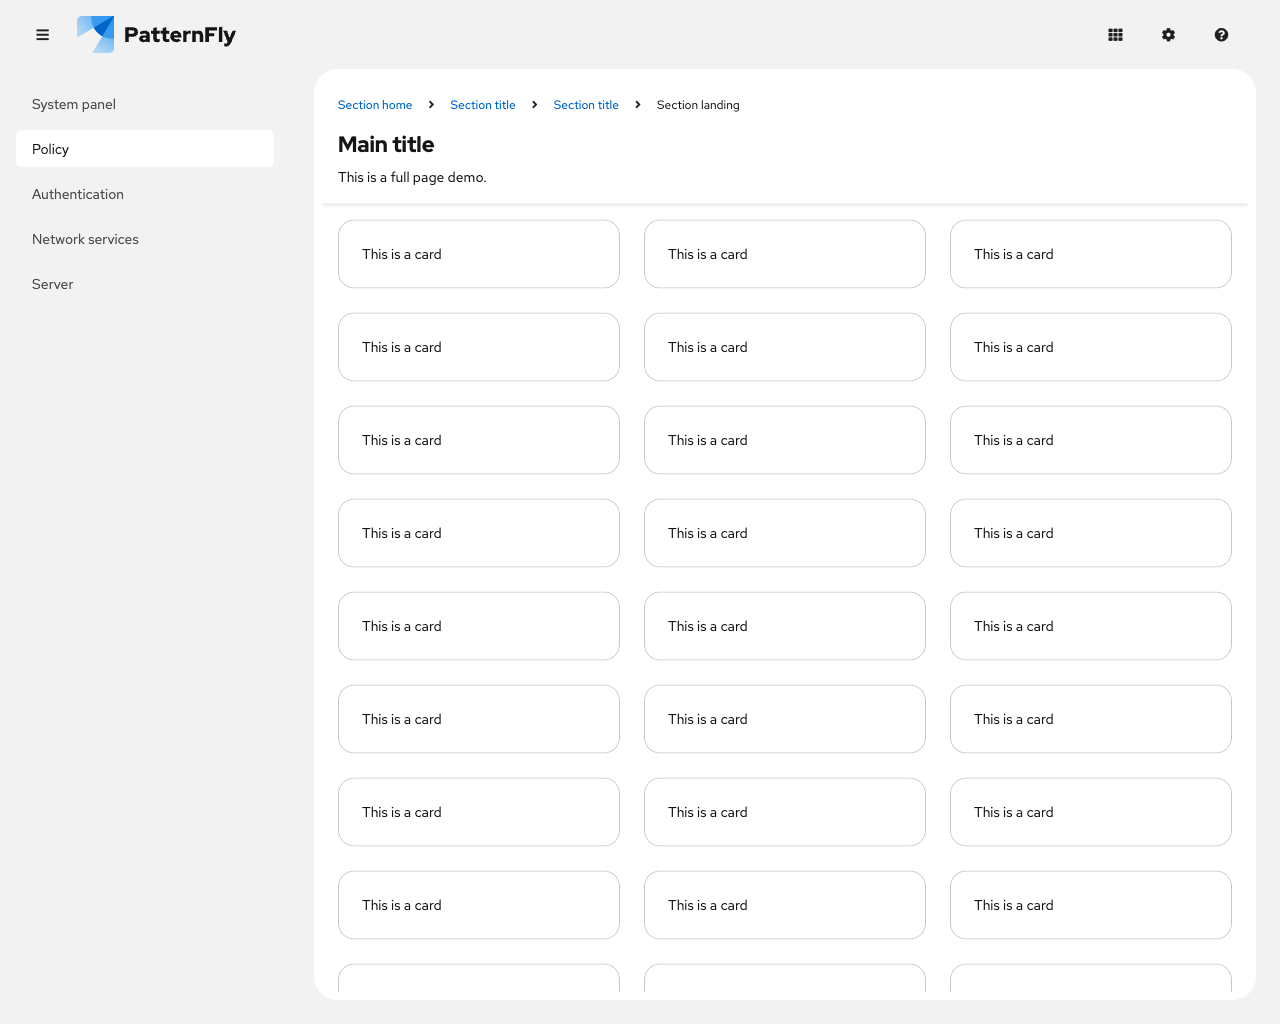 PatternFly
System panel
Policy
Authentication
Network services
Server
Section home Section title Section title Section landing
Main title
This is a full page demo.
This is a card This is a card This is a card
This is a card This is a card This is a card
This is a card This is a card This is a card
This is a card This is a card This is a card
This is a card This is a card This is a card
This is a card This is a card This is a card
This is a card This is a card This is a card
This is a card This is a card This is a card